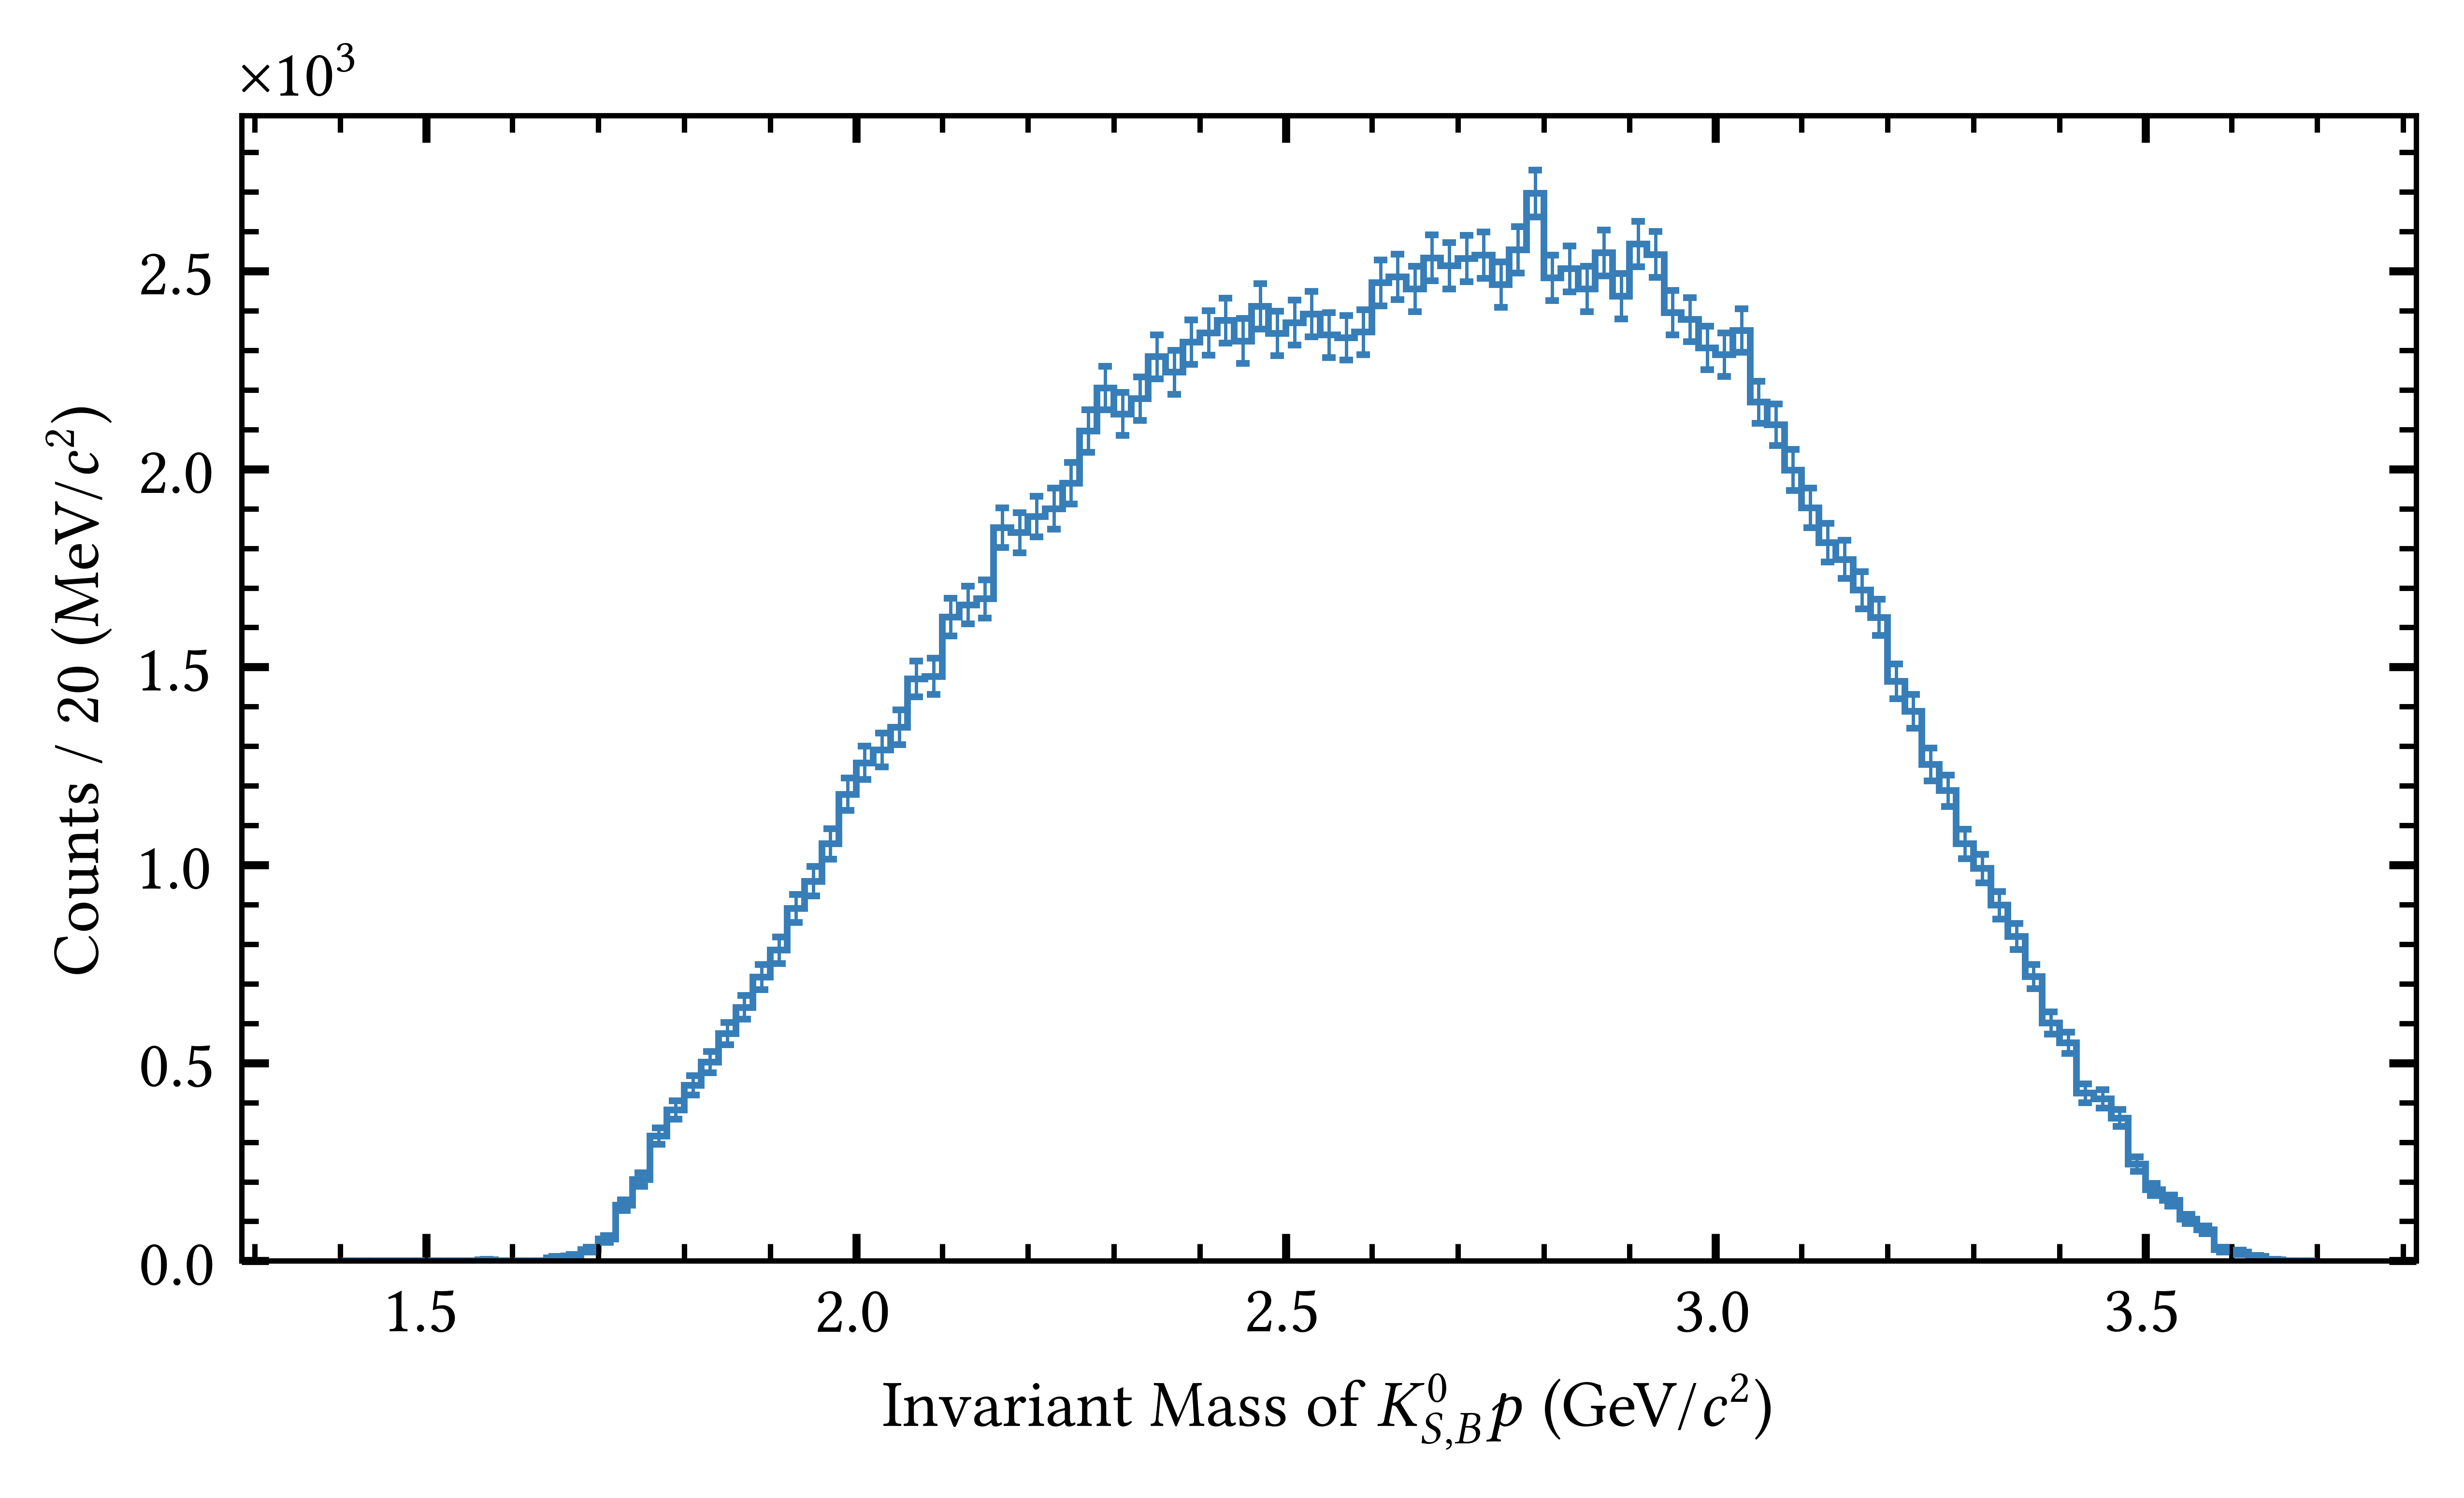 ×10³
Counts / 20 (MeV/c²)
2.5
2.0
1.5
1.0
0.5
0.0
1.5 2.0 2.5 3.0 3.5
Invariant Mass of K⁰_{S,B} p (GeV/c²)